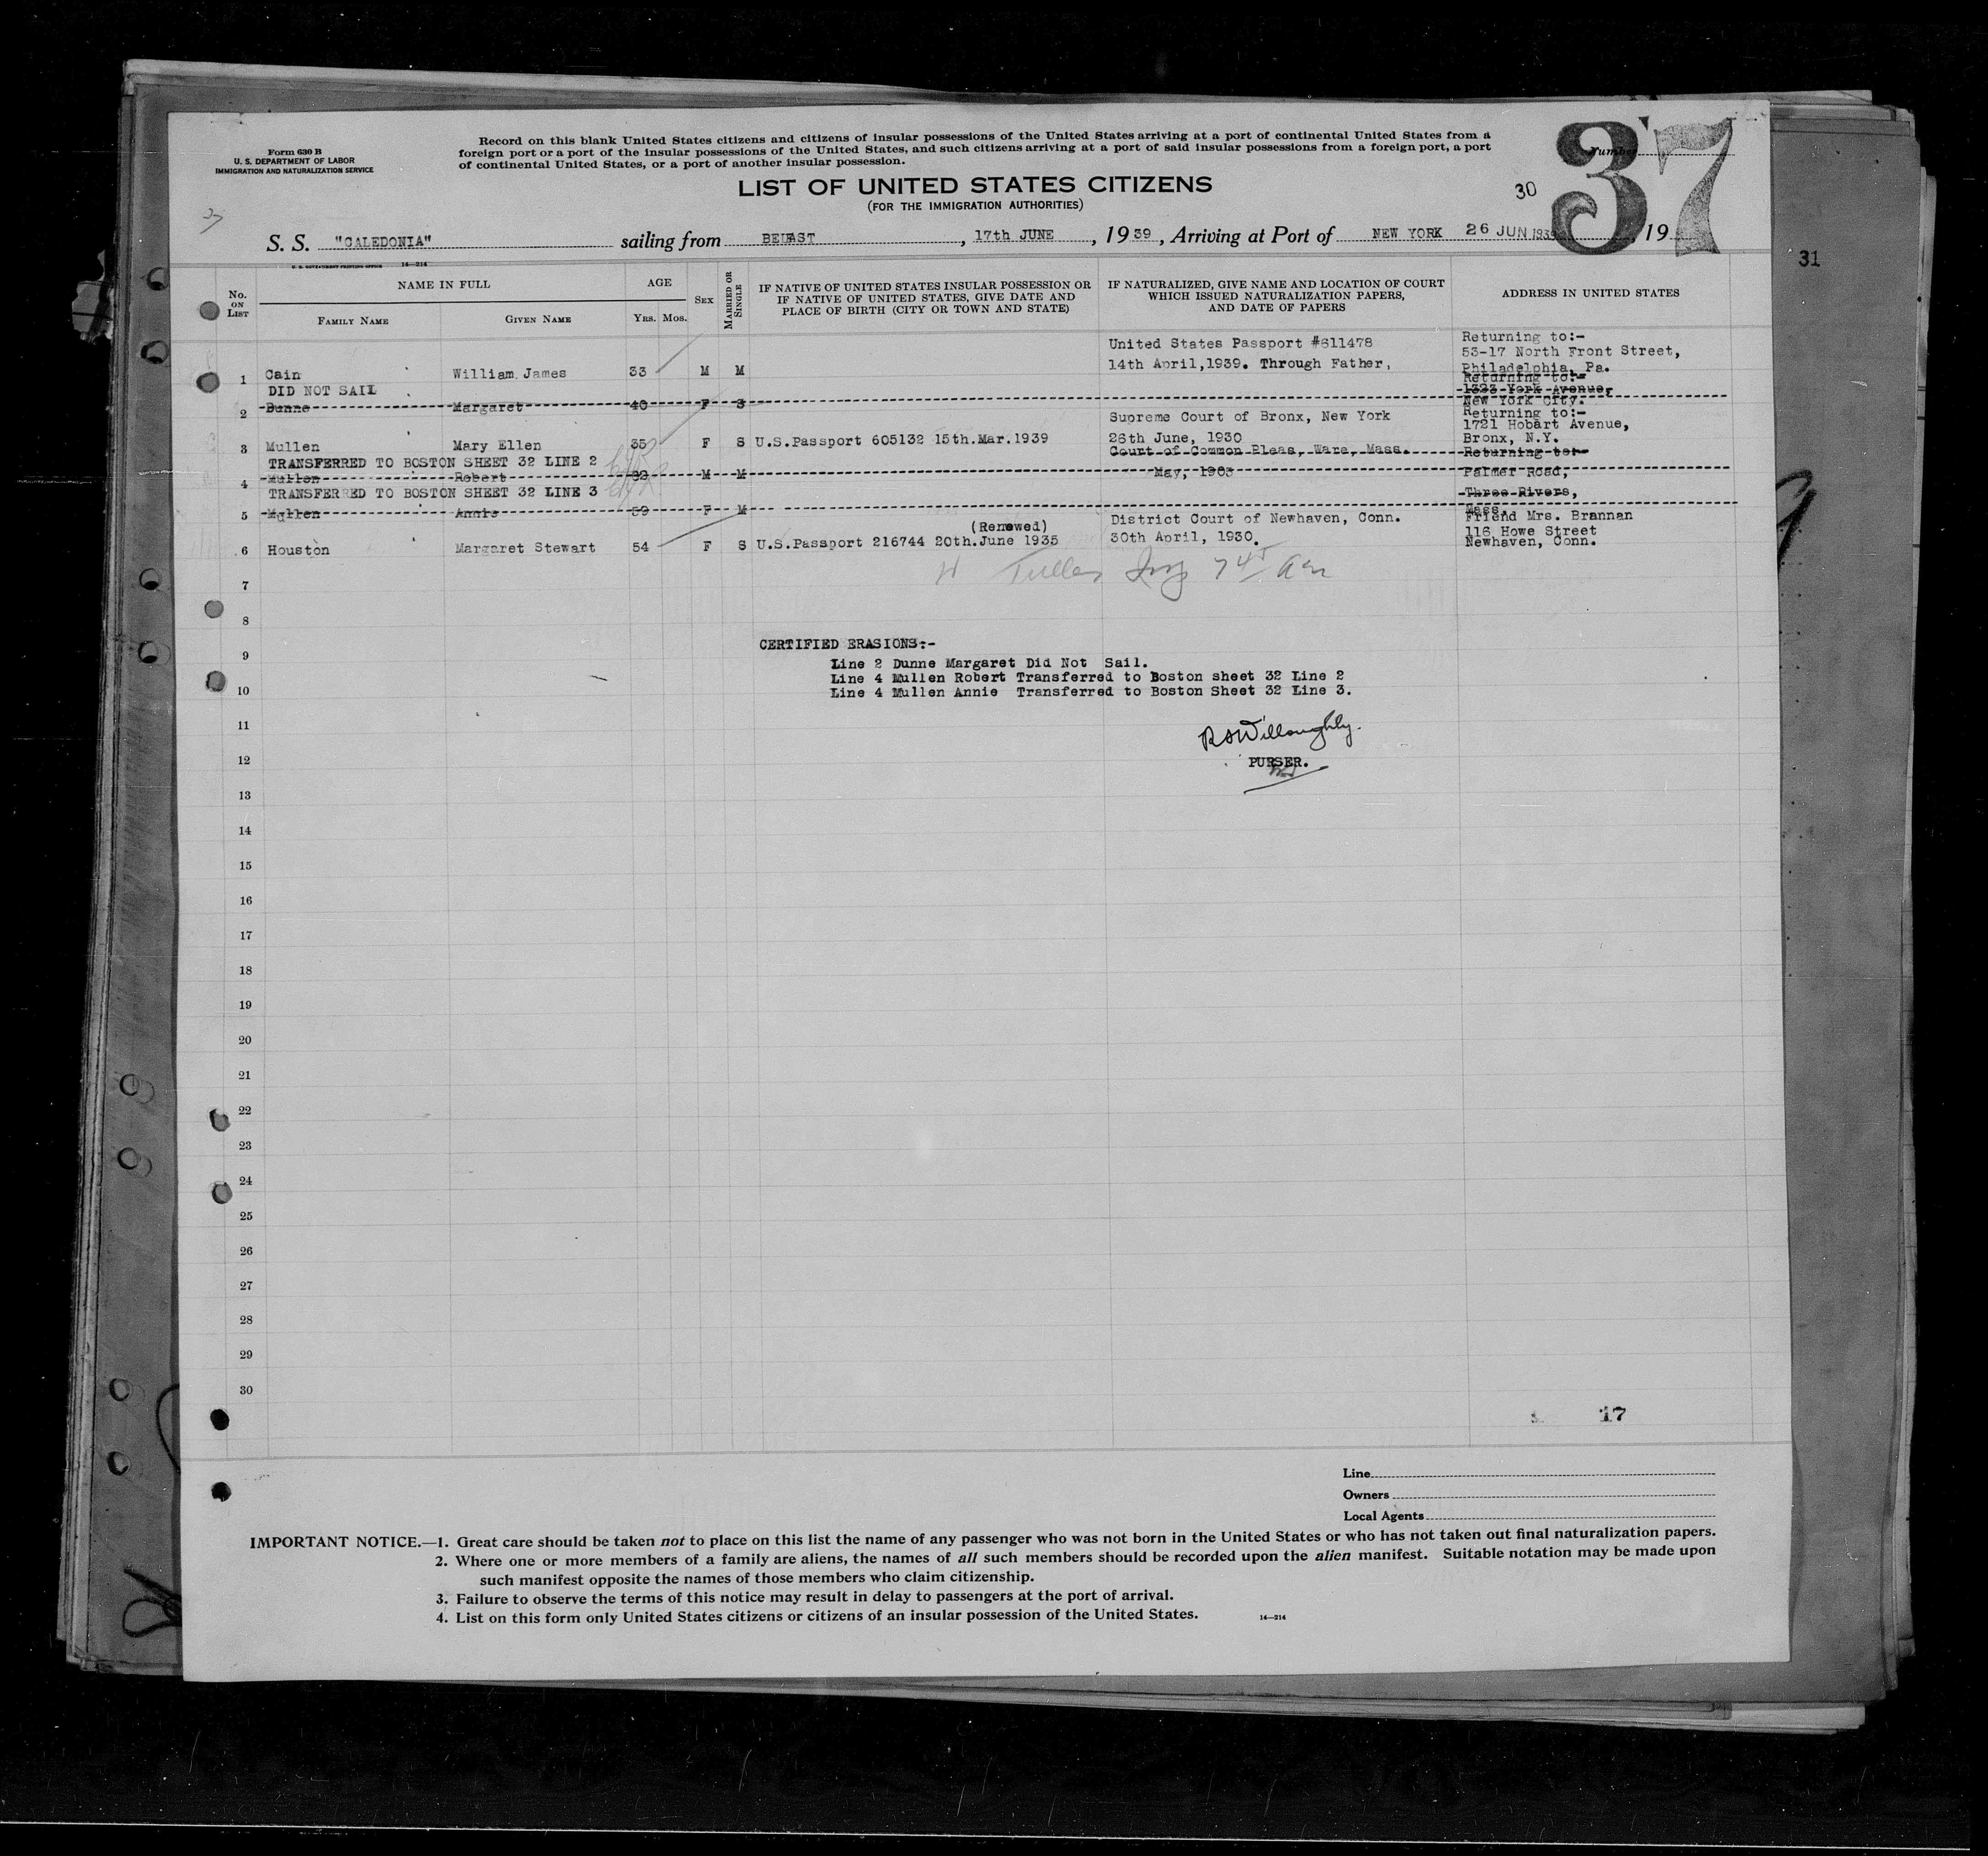 Form 630 B
U. S. DEPARTMENT OF LABOR
IMMIGRATION AND NATURALIZATION SERVICE
Record on this blank United States citizens and citizens of insular possessions of the United States arriving at a port of continental United States from a
foreign port or a port of the insular possessions of the United States, and such citizens arriving at a port of said insular possessions from a foreign port, a port
of continental United States, or a port of another insular possession.
LIST OF UNITED STATES CITIZENS
(FOR THE IMMIGRATION AUTHORITIES)
30
Number
37
31
S. S. "CALEDONIA" sailing from BELFAST, 17th JUNE, 1939, Arriving at Port of NEW YORK 26 JUN 1939, 19
U. S. GOVERNMENT PRINTING OFFICE 14—214
No. ON LIST
NAME IN FULL
FAMILY NAME GIVEN NAME
AGE
YRS. MOS.
SEX
MARRIED OR SINGLE
IF NATIVE OF UNITED STATES INSULAR POSSESSION OR
IF NATIVE OF UNITED STATES, GIVE DATE AND
PLACE OF BIRTH (CITY OR TOWN AND STATE)
IF NATURALIZED, GIVE NAME AND LOCATION OF COURT
WHICH ISSUED NATURALIZATION PAPERS,
AND DATE OF PAPERS
ADDRESS IN UNITED STATES
1 Cain William James 33 M M
United States Passport #611478
14th April,1939. Through Father,
Returning to:-
53-17 North Front Street,
Philadelphia, Pa.
DID NOT SAIL
2 Dunne Margaret 40 F S
Returning to:-
1393 York Avenue,
New York City.
3 Mullen Mary Ellen 35 F S U.S.Passport 605132 15th.Mar.1939
Supreme Court of Bronx, New York
26th June, 1930
Returning to:-
1721 Hobart Avenue,
Bronx, N.Y.
TRANSFERRED TO BOSTON SHEET 32 LINE 2
4 Mullen Robert M M
Court of Common Pleas, Ware, Mass.
May, 1903
Returning to:-
Palmer Road,
Three Rivers,
Mass.
TRANSFERRED TO BOSTON SHEET 32 LINE 3
5 Mullen Annie 59 F M
6 Houston Margaret Stewart 54 F S
(Renewed)
U.S.Passport 216744 20th.June 1935
District Court of Newhaven, Conn.
30th April, 1930.
Friend Mrs. Brannan
116 Howe Street
Newhaven, Conn.
7
8
9
10
11
12
13
14
15
16
17
18
19
20
21
22
23
24
25
26
27
28
29
30
CERTIFIED ERASIONS:-
Line 2 Dunne Margaret Did Not Sail.
Line 4 Mullen Robert Transferred to Boston sheet 32 Line 2
Line 4 Mullen Annie Transferred to Boston Sheet 32 Line 3.
Willoughby.
PURSER.
17
Line
Owners
Local Agents
IMPORTANT NOTICE.—1. Great care should be taken not to place on this list the name of any passenger who was not born in the United States or who has not taken out final naturalization papers.
2. Where one or more members of a family are aliens, the names of all such members should be recorded upon the alien manifest. Suitable notation may be made upon
such manifest opposite the names of those members who claim citizenship.
3. Failure to observe the terms of this notice may result in delay to passengers at the port of arrival.
4. List on this form only United States citizens or citizens of an insular possession of the United States. 14—214